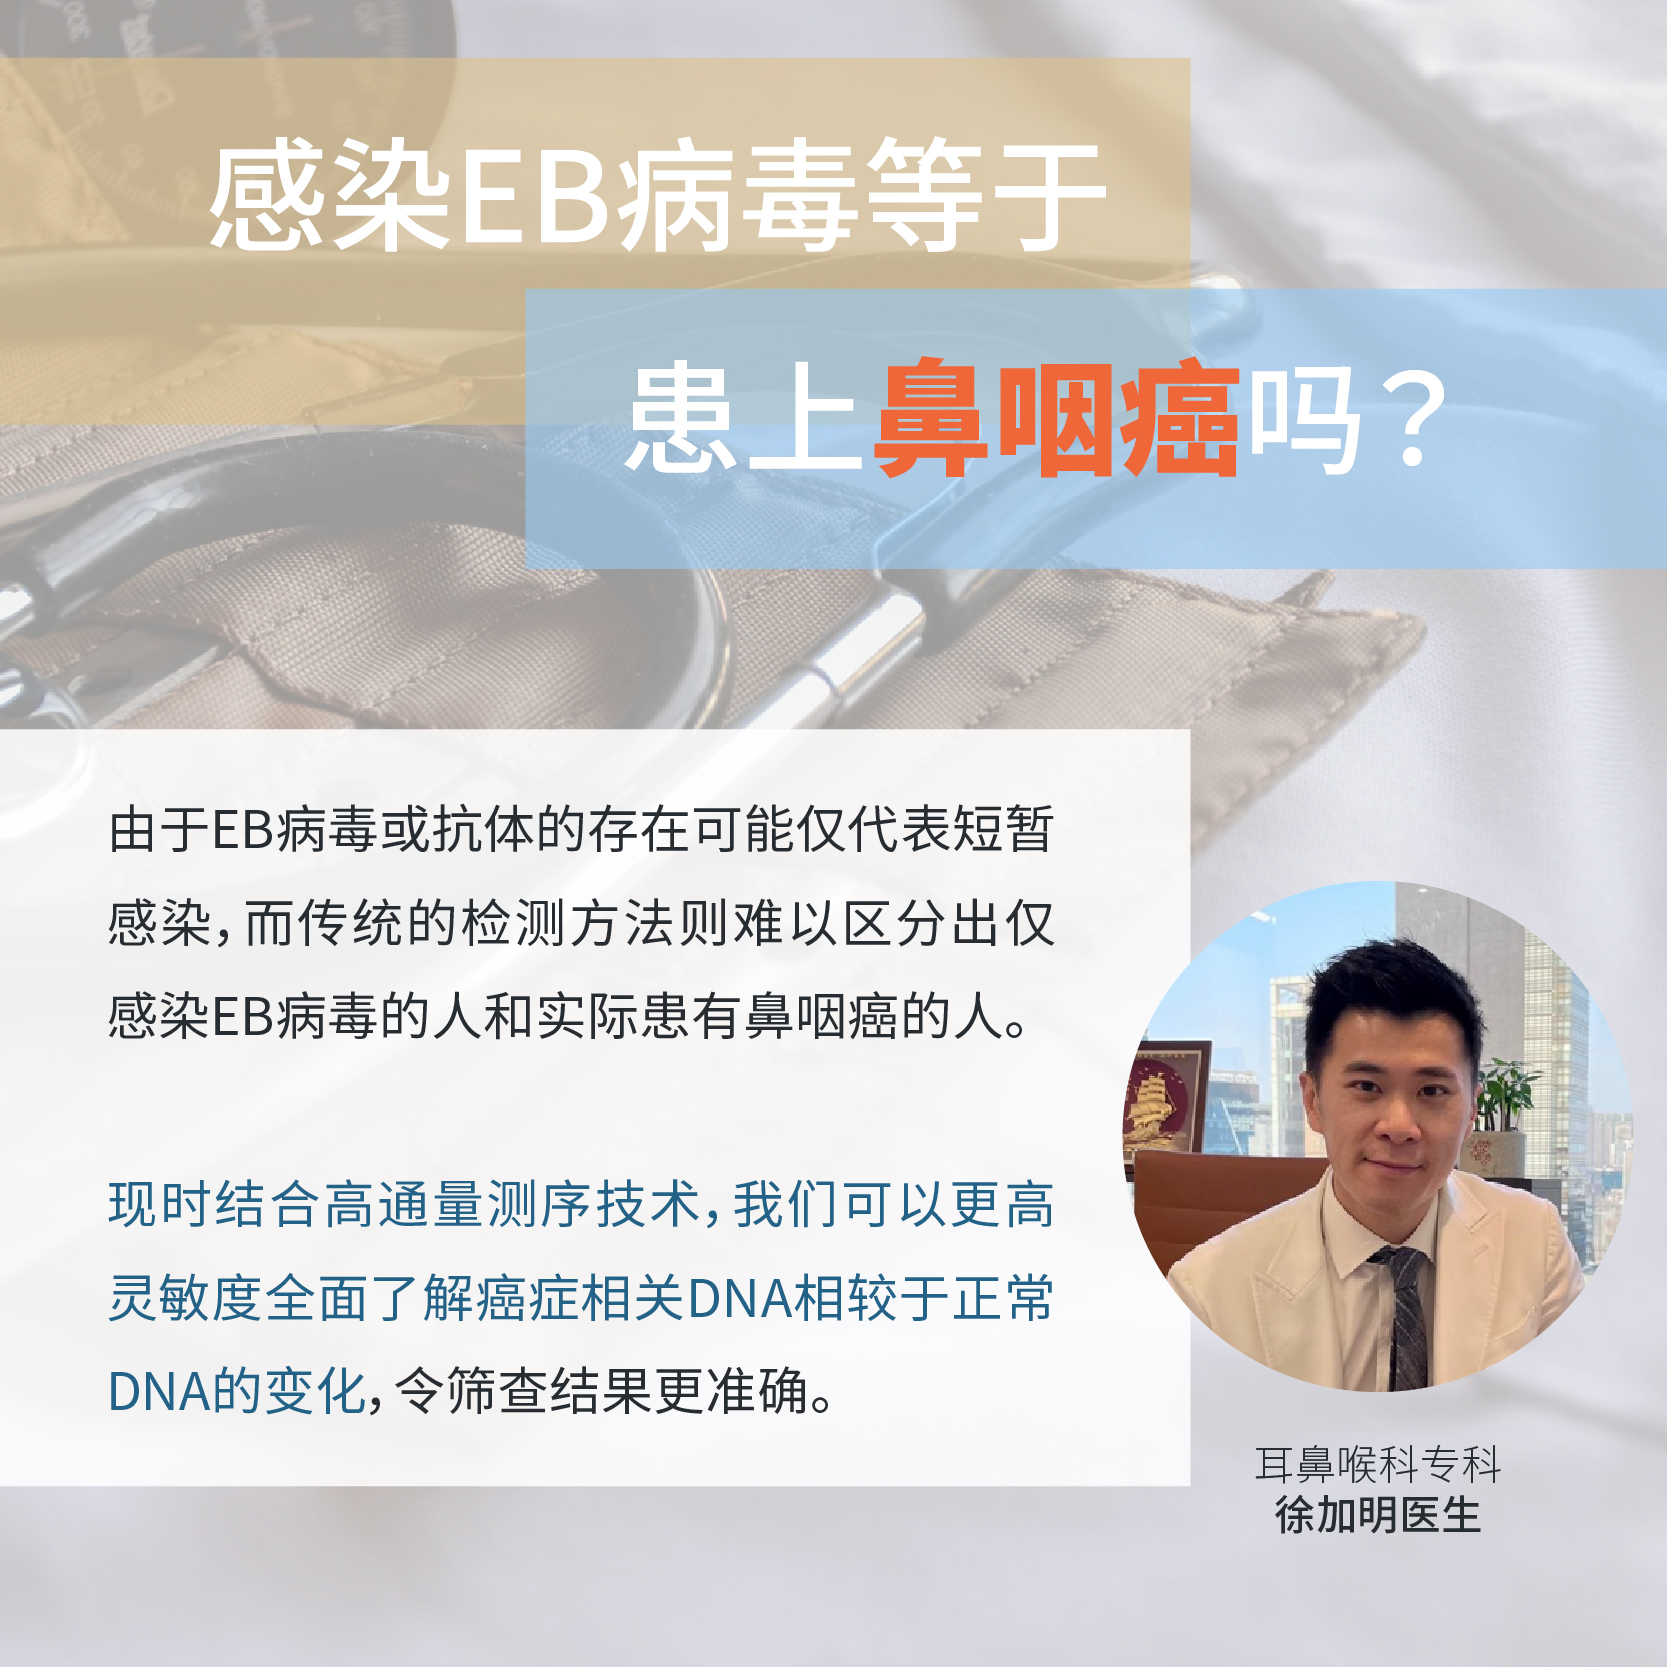 感染EB病毒等于
患上鼻咽癌吗？
由于EB病毒或抗体的存在可能仅代表短暂
感染，而传统的检测方法则难以区分出仅
感染EB病毒的人和实际患有鼻咽癌的人。
现时结合高通量测序技术，我们可以更高
灵敏度全面了解癌症相关DNA相较于正常
DNA的变化，令筛查结果更准确。
耳鼻喉科专科
徐加明医生